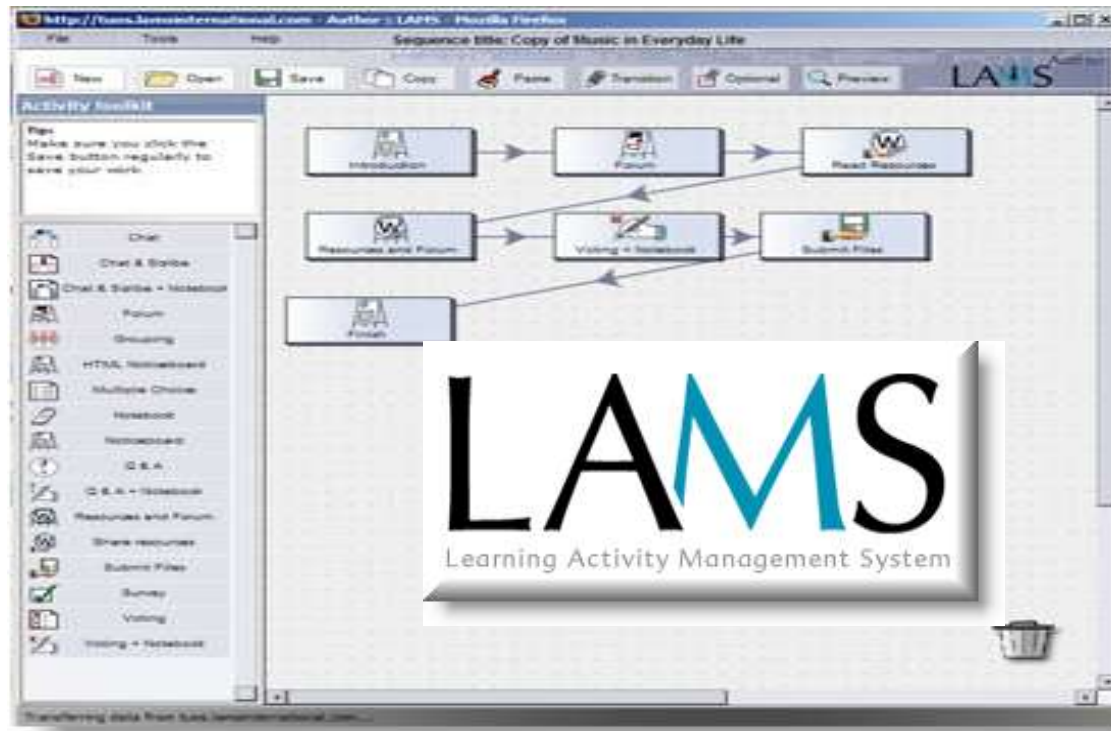 http://tuns.lamsinternational.com - Author :: LAMS - Mozilla Firefox
File Tools Help Sequence title: Copy of Music in Everyday Life
New Open Save Copy Paste Transition Optional Preview LAMS
Activity toolkit
Tips
Make sure you click the
Save button regularly to
save your work
Introduction Forum Read Resources
Chat
Resources and Forum Voting + Notebook Submit Files
Chat & Scribe
Chat & Scribe + Notebook
Forum
Finish
Grouping
HTML Noticeboard
Multiple Choice
Notebook
Noticeboard
Q & A
Q & A + Notebook
Resources and Forum
Share resources
Submit Files
Survey
Voting
Voting + Notebook
LAMS
Learning Activity Management System